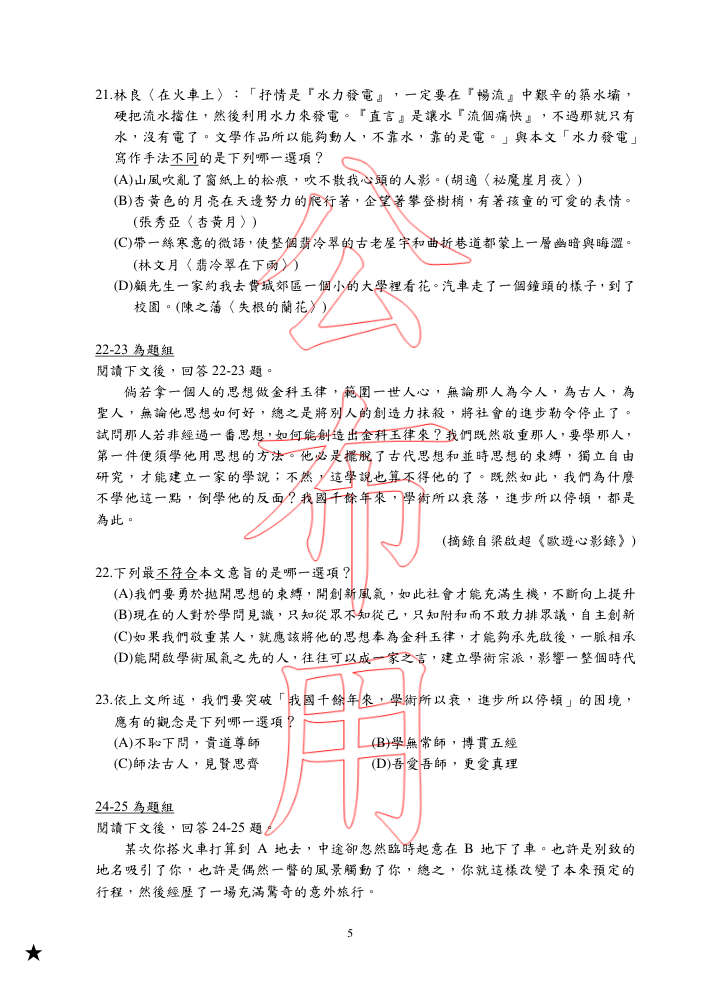 21.林良〈在火車上〉：「抒情是『水力發電』，一定要在『暢流』中艱辛的築水壩，
硬把流水擋住，然後利用水力來發電。『直言』是讓水『流個痛快』，不過那就只有
水，沒有電了。文學作品所以能夠動人，不靠水，靠的是電。」與本文「水力發電」
寫作手法不同的是下列哪一選項？
(A)山風吹亂了窗紙上的松痕，吹不散我心頭的人影。(胡適〈祕魔崖月夜〉)
(B)杏黃色的月亮在天邊努力的爬行著，企望著攀登樹梢，有著孩童的可愛的表情。
(張秀亞〈杏黃月〉)
(C)帶一絲寒意的微語，使整個翡冷翠的古老屋宇和曲折巷道都蒙上一層幽暗與晦澀。
(林文月〈翡冷翠在下雨〉)
(D)顧先生一家約我去費城郊區一個小的大學裡看花。汽車走了一個鐘頭的樣子，到了
校園。(陳之藩〈失根的蘭花〉)
22-23 為題組
閱讀下文後，回答 22-23 題。
倘若拿一個人的思想做金科玉律，範圍一世人心，無論那人為今人，為古人，為
聖人，無論他思想如何好，總之是將別人的創造力抹殺，將社會的進步勒令停止了。
試問那人若非經過一番思想，如何能創造出金科玉律來？我們既然敬重那人，要學那人，
第一件便須學他用思想的方法。他必是擺脫了古代思想和並時思想的束縛，獨立自由
研究，才能建立一家的學說；不然，這學說也算不得他的了。既然如此，我們為什麼
不學他這一點，倒學他的反面？我國千餘年來，學術所以衰落，進步所以停頓，都是
為此。
(摘錄自梁啟超《歐遊心影錄》)
22.下列最不符合本文意旨的是哪一選項？
(A)我們要勇於拋開思想的束縛，開創新風氣，如此社會才能充滿生機，不斷向上提升
(B)現在的人對於學問見識，只知從眾不知從己，只知附和而不敢力排眾議，自主創新
(C)如果我們敬重某人，就應該將他的思想奉為金科玉律，才能夠承先啟後，一脈相承
(D)能開啟學術風氣之先的人，往往可以成一家之言，建立學術宗派，影響一整個時代
23.依上文所述，我們要突破「我國千餘年來，學術所以衰，進步所以停頓」的困境，
應有的觀念是下列哪一選項？
(A)不恥下問，貴道尊師 (B)學無常師，博貫五經
(C)師法古人，見賢思齊 (D)吾愛吾師，更愛真理
24-25 為題組
閱讀下文後，回答 24-25 題。
某次你搭火車打算到 A 地去，中途卻忽然臨時起意在 B 地下了車。也許是別致的
地名吸引了你，也許是偶然一瞥的風景觸動了你，總之，你就這樣改變了本來預定的
行程，然後經歷了一場充滿驚奇的意外旅行。
5
★
公布用